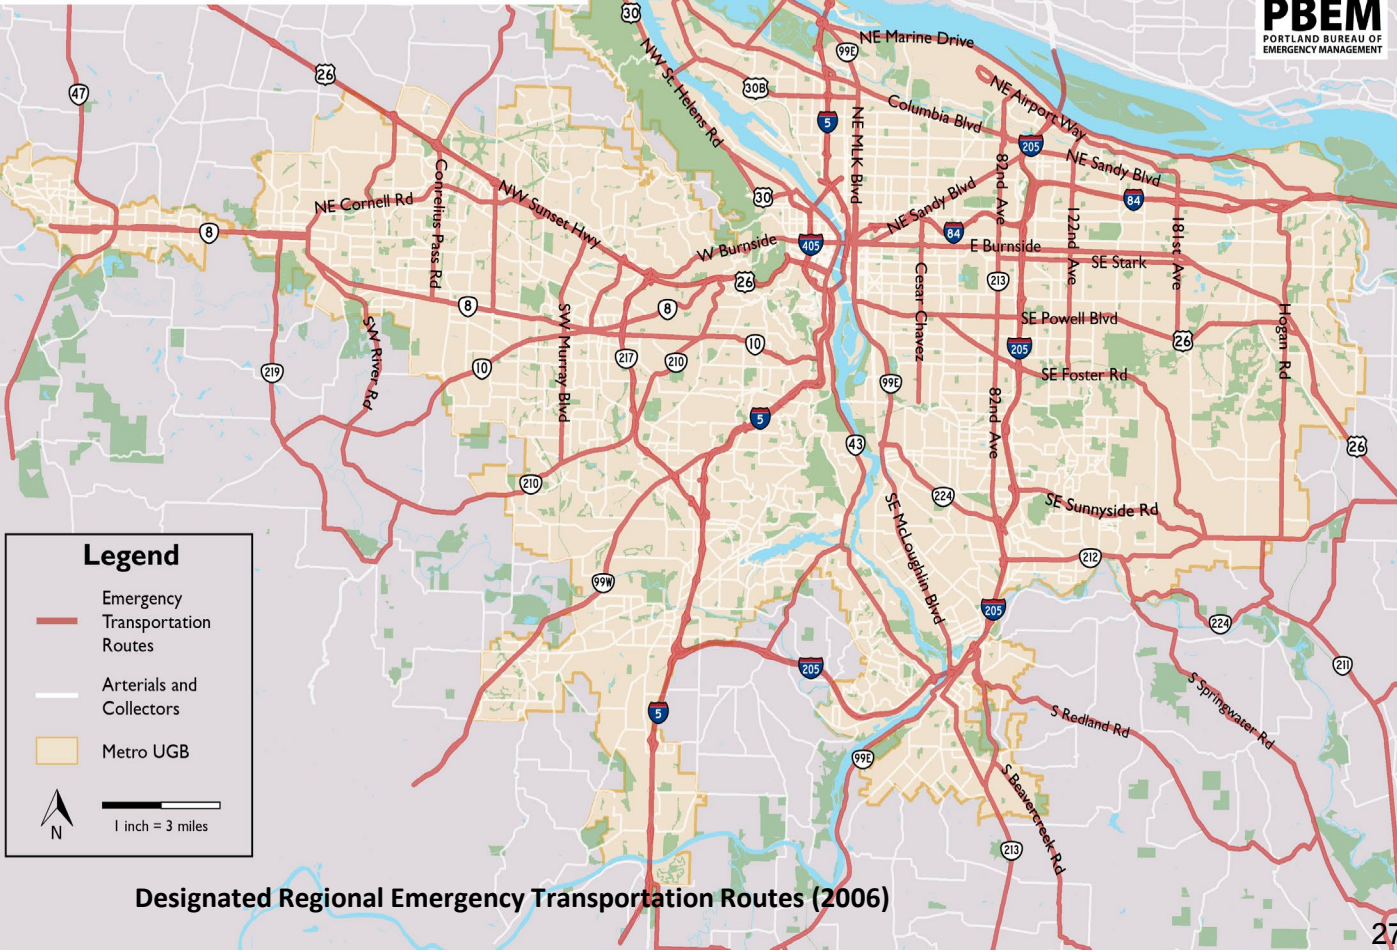 PBEM
PORTLAND BUREAU OF
EMERGENCY MANAGEMENT
30
NE Marine Drive
99E
26
47
NW St. Helens Rd
30B
NE Airport Way
Columbia Blvd
5
NE MLK Blvd
205
82nd Ave
NE Sandy Blvd
Cornelius Pass Rd
NE Cornell Rd
NW Sunset Hwy
30
NE Sandy Blvd
84
122nd Ave
181st Ave
8
W Burnside
405
84
E Burnside
SE Stark
26
Cesar Chavez
213
8
8
SW Murray Blvd
SE Powell Blvd
Hogan Rd
SW River Rd
10
26
217
210
205
219
10
99E
SE Foster Rd
82nd Ave
5
43
26
210
224
SE Sunnyside Rd
SE McLoughlin Blvd
212
99W
205
224
205
211
5
S Springwater Rd
S Redland Rd
99E
S Beavercreek Rd
213
Legend
Emergency
Transportation
Routes
Arterials and
Collectors
Metro UGB
N
1 inch = 3 miles
Designated Regional Emergency Transportation Routes (2006)
27